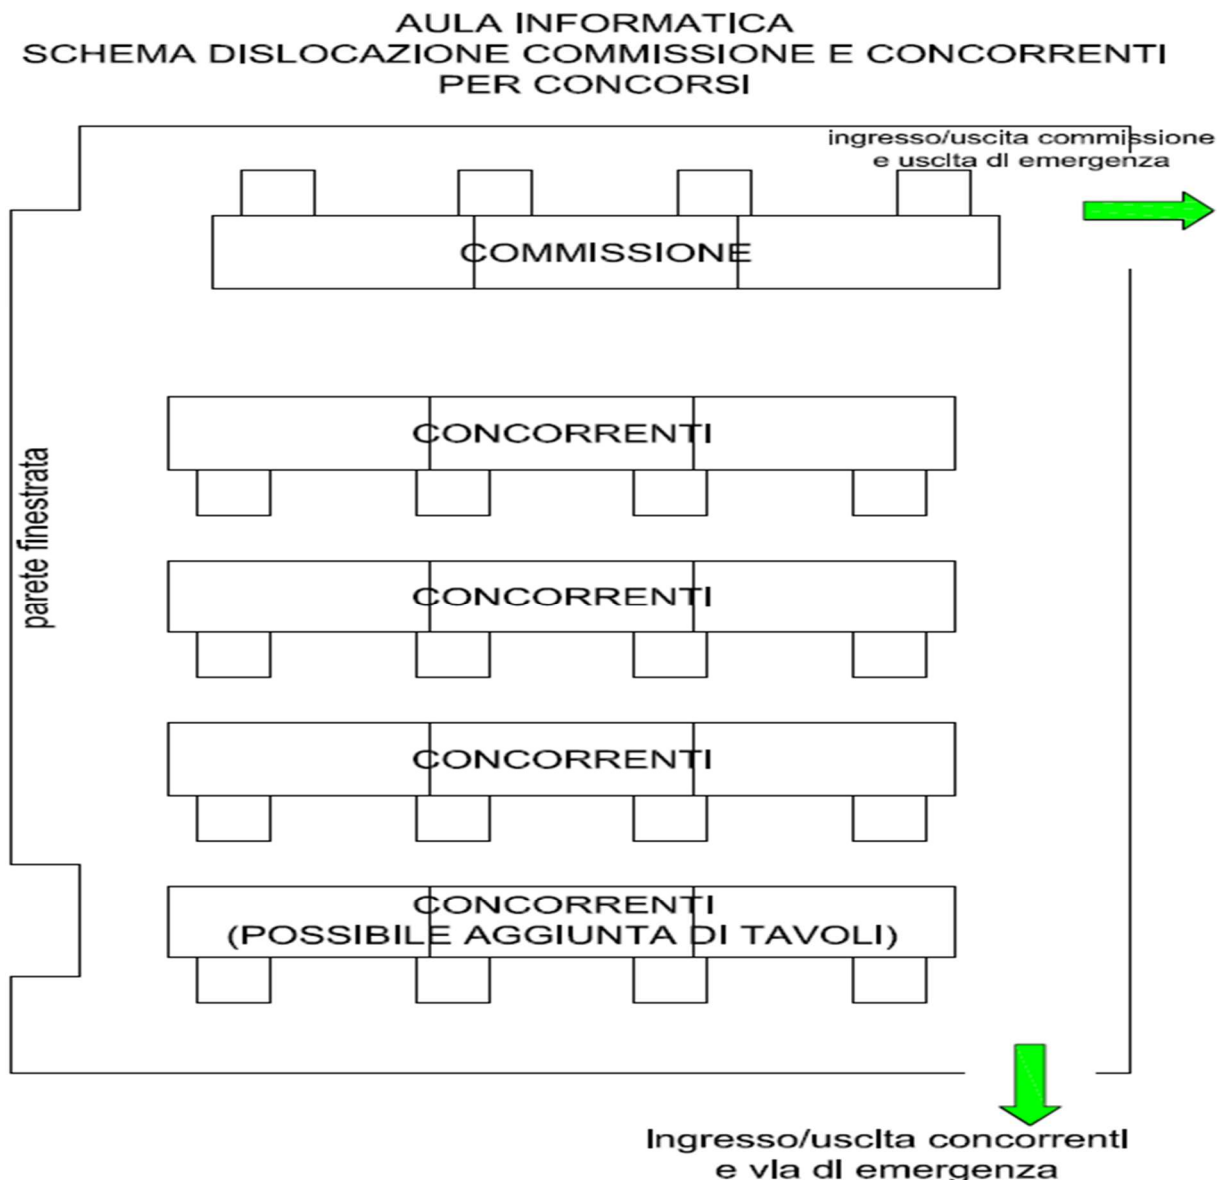 AULA INFORMATICA
SCHEMA DISLOCAZIONE COMMISSIONE E CONCORRENTI
PER CONCORSI
ingresso/uscita commissione
e uscita di emergenza
COMMISSIONE
CONCORRENTI
parete finestrata
CONCORRENTI
CONCORRENTI
CONCORRENTI
(POSSIBILE AGGIUNTA DI TAVOLI)
Ingresso/uscita concorrenti
e via di emergenza